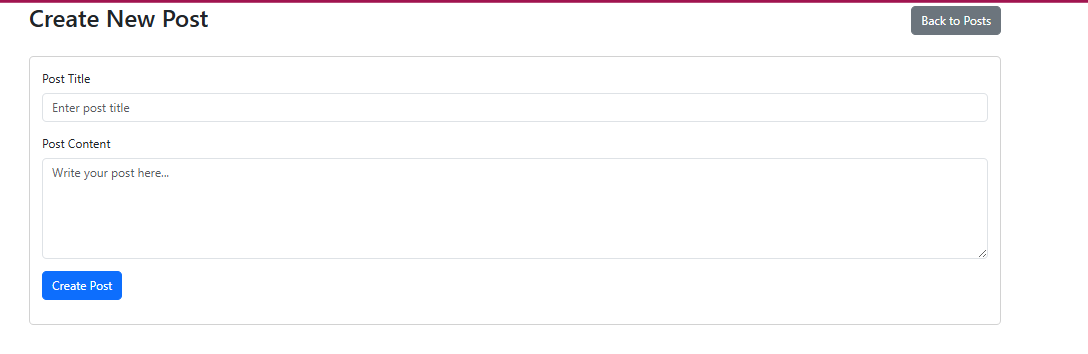 Create New Post
Back to Posts
Post Title
Enter post title
Post Content
Write your post here...
Create Post